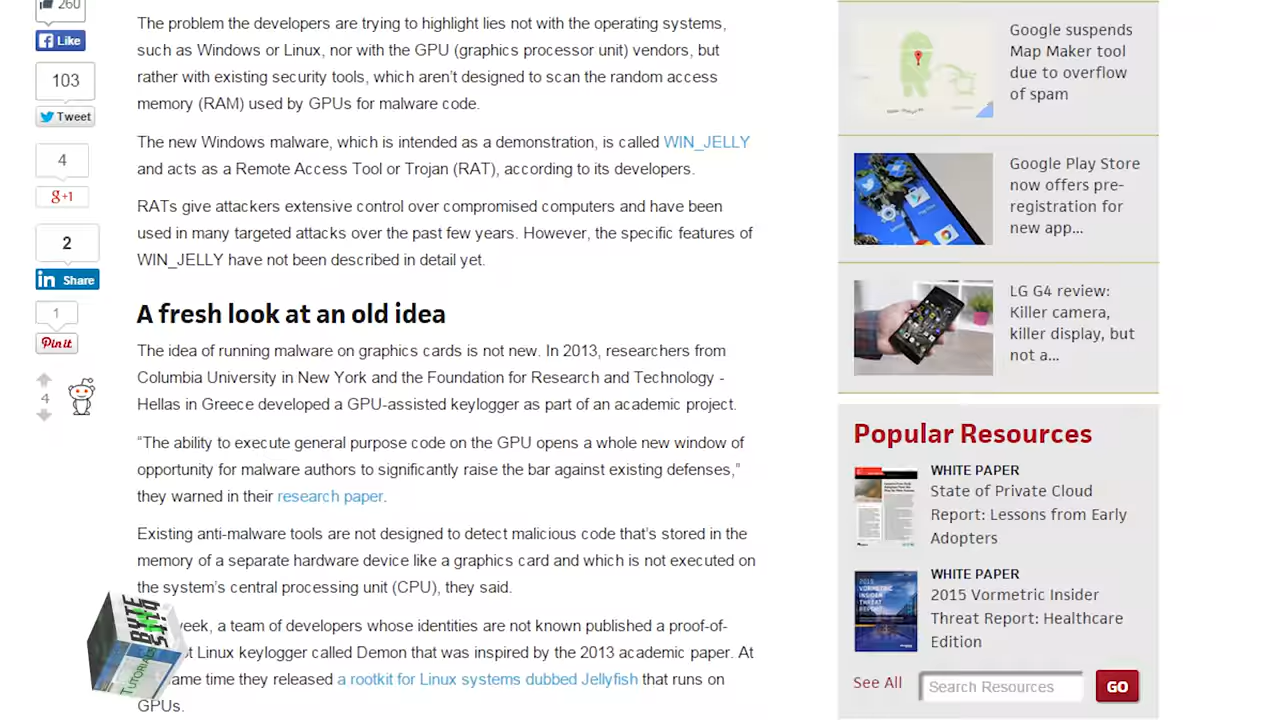 260
Like
103
Tweet
4
g+1
2
in Share
1
Pin it
4
The problem the developers are trying to highlight lies not with the operating systems,
such as Windows or Linux, nor with the GPU (graphics processor unit) vendors, but
rather with existing security tools, which aren't designed to scan the random access
memory (RAM) used by GPUs for malware code.
The new Windows malware, which is intended as a demonstration, is called WIN_JELLY
and acts as a Remote Access Tool or Trojan (RAT), according to its developers.
RATs give attackers extensive control over compromised computers and have been
used in many targeted attacks over the past few years. However, the specific features of
WIN_JELLY have not been described in detail yet.
A fresh look at an old idea
The idea of running malware on graphics cards is not new. In 2013, researchers from
Columbia University in New York and the Foundation for Research and Technology -
Hellas in Greece developed a GPU-assisted keylogger as part of an academic project.
“The ability to execute general purpose code on the GPU opens a whole new window of
opportunity for malware authors to significantly raise the bar against existing defenses,”
they warned in their research paper.
Existing anti-malware tools are not designed to detect malicious code that's stored in the
memory of a separate hardware device like a graphics card and which is not executed on
the system's central processing unit (CPU), they said.
eek, a team of developers whose identities are not known published a proof-of-
t Linux keylogger called Demon that was inspired by the 2013 academic paper. At
ame time they released a rootkit for Linux systems dubbed Jellyfish that runs on
GPUs.
BYTE
TUTORIALS
Google suspends
Map Maker tool
due to overflow
of spam
Google Play Store
now offers pre-
registration for
new app...
LG G4 review:
Killer camera,
killer display, but
not a...
Popular Resources
WHITE PAPER
State of Private Cloud
Report: Lessons from Early
Adopters
WHITE PAPER
2015 Vormetric Insider
Threat Report: Healthcare
Edition
2015
VORMETRIC
INSIDER
THREAT
REPORT
See All
Search Resources
GO